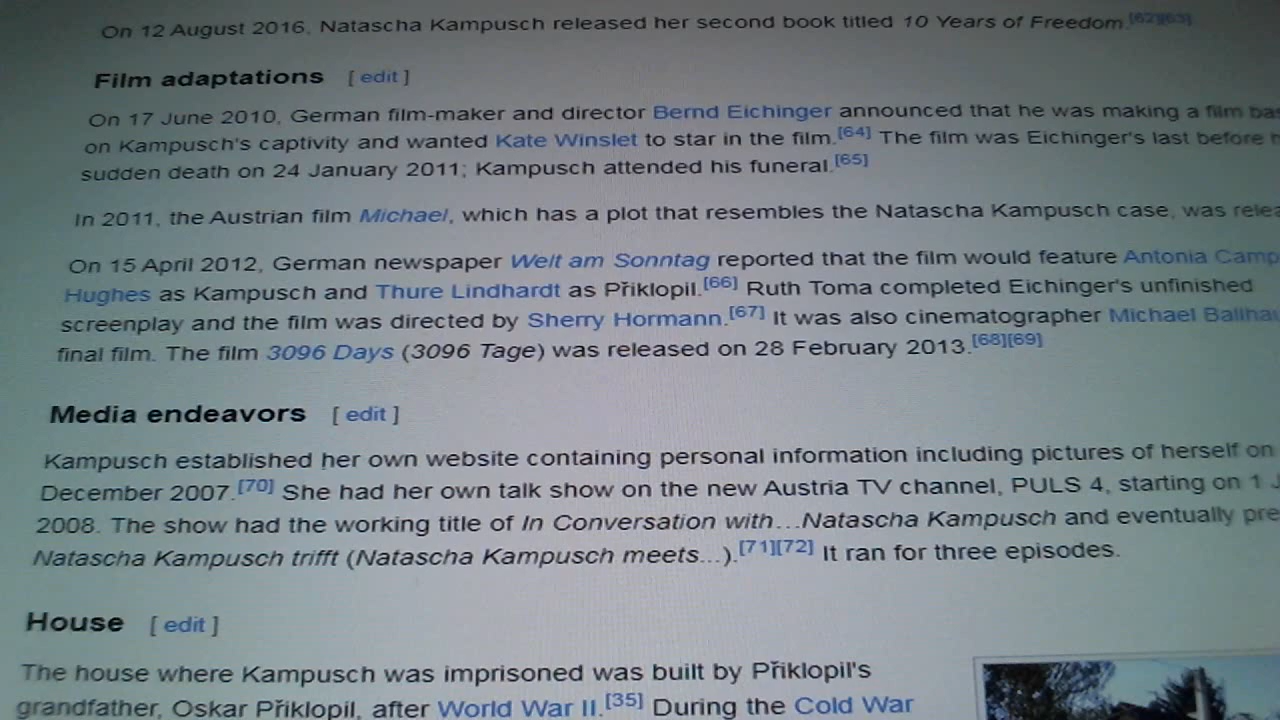 On 12 August 2016, Natascha Kampusch released her second book titled 10 Years of Freedom.[62][63]
Film adaptations [ edit ]
On 17 June 2010, German film-maker and director Bernd Eichinger announced that he was making a film
on Kampusch's captivity and wanted Kate Winslet to star in the film.[64] The film was Eichinger's last before
sudden death on 24 January 2011; Kampusch attended his funeral.[65]
In 2011, the Austrian film Michael, which has a plot that resembles the Natascha Kampusch case, was
On 15 April 2012, German newspaper Welt am Sonntag reported that the film would feature Antonia
Hughes as Kampusch and Thure Lindhardt as Přiklopil.[66] Ruth Toma completed Eichinger's unfinished
screenplay and the film was directed by Sherry Hormann.[67] It was also cinematographer Michael
final film. The film 3096 Days (3096 Tage) was released on 28 February 2013.[68][69]
Media endeavors [ edit ]
Kampusch established her own website containing personal information including pictures of herself on
December 2007.[70] She had her own talk show on the new Austria TV channel, PULS 4, starting on 1
2008. The show had the working title of In Conversation with...Natascha Kampusch and eventually
Natascha Kampusch trifft (Natascha Kampusch meets...).[71][72] It ran for three episodes.
House [ edit ]
The house where Kampusch was imprisoned was built by Přiklopil's
grandfather, Oskar Přiklopil, after World War II.[35] During the Cold War